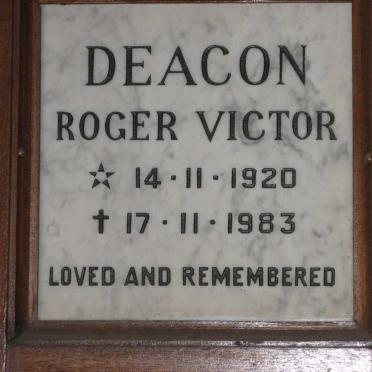 DEACON
ROGER VICTOR
☆ 14·11·1920
✝ 17·11·1983
LOVED AND REMEMBERED